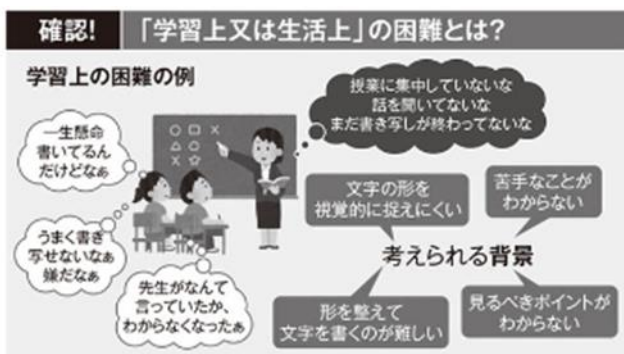 確認! 「学習上又は生活上」の困難とは?
学習上の困難の例
授業に集中していないな
話を聞いてないな
まだ書き写しが終わってないな
一生懸命
書いてるん
だけどなぁ
うまく書き
写せないなぁ
嫌だなぁ
先生がなんて
言っていたか、
わからなくなったぁ
文字の形を
視覚的に捉えにくい
苦手なことが
わからない
考えられる背景
形を整えて
文字を書くのが難しい
見るべきポイントが
わからない